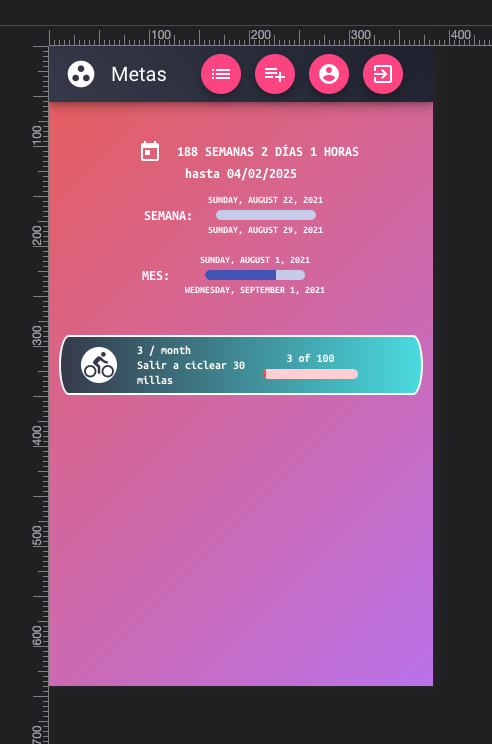 100 200 300 400
Metas
100
188 SEMANAS 2 DÍAS 1 HORAS
hasta 04/02/2025
SUNDAY, AUGUST 22, 2021
SEMANA:
SUNDAY, AUGUST 29, 2021
200
SUNDAY, AUGUST 1, 2021
MES:
WEDNESDAY, SEPTEMBER 1, 2021
300
3 / month
Salir a ciclear 30
millas
3 of 100
400
500
600
700